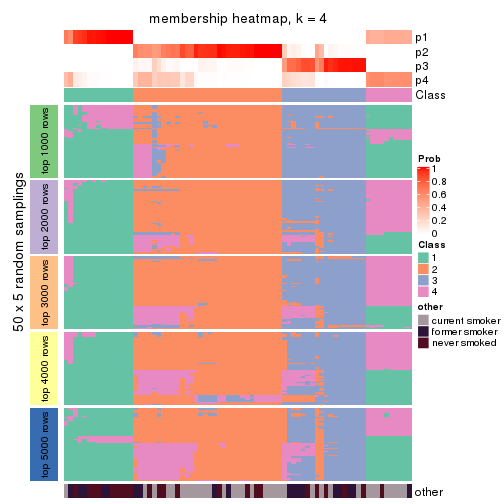 membership heatmap, k = 4
p1
p2
p3
p4
Class
50 x 5 random samplings
top 1000 rows
top 2000 rows
top 3000 rows
top 4000 rows
top 5000 rows
Prob
1
0.8
0.6
0.4
0.2
0
Class
1
2
3
4
other
current smoker
former smoker
never smoked
other